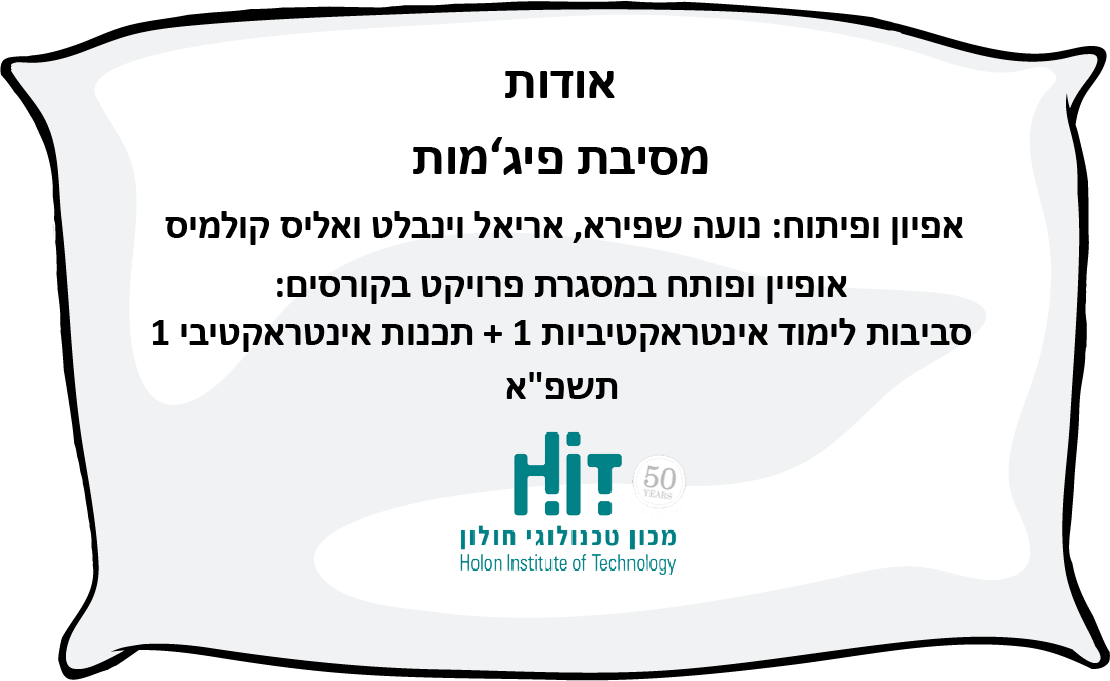 אודות
מסיבת פיג‘מות
אפיון ופיתוח: נועה שפירא, אריאל וינבלט ואליס קולמיס
אופיין ופותח במסגרת פרויקט בקורסים:
סביבות לימוד אינטראקטיביות 1 + תכנות אינטראקטיבי 1
תשפ"א
HiT
50
YEARS
מכון טכנולוגי חולון
Holon Institute of Technology